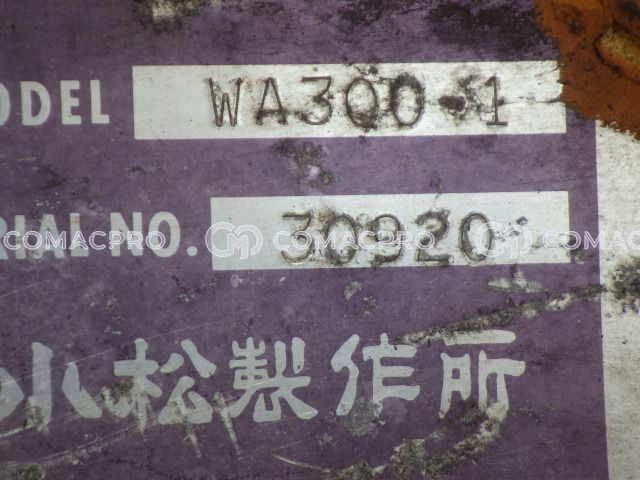 ODEL WA300-1
RIAL NO. 30920
COMACPRO COMACPRO COMAC
小松製作所